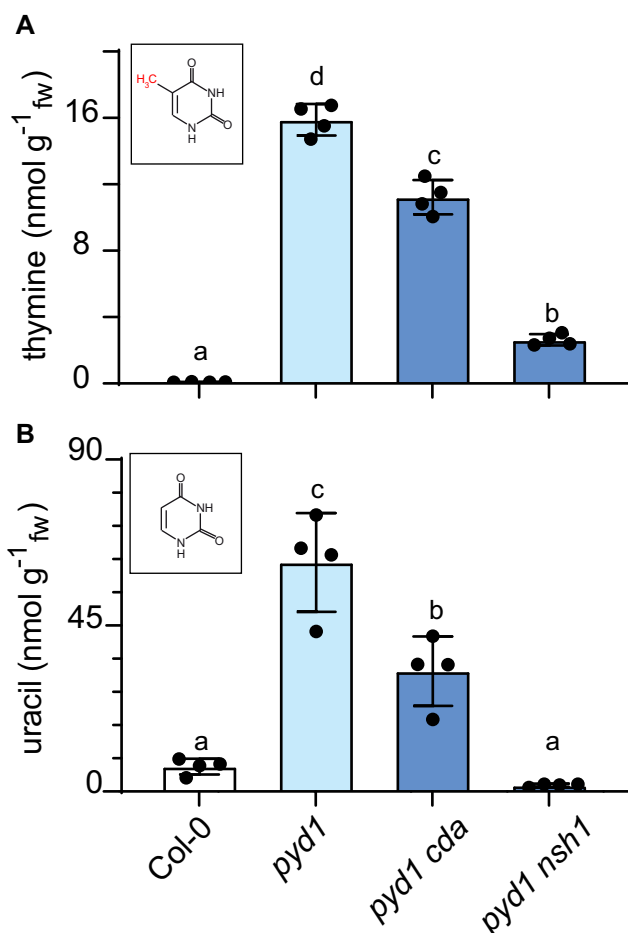 A
H₃C
O
NH
O
N
H
thymine (nmol g⁻¹ fw)
16
8
0
a
d
c
b
B
O
NH
O
N
H
uracil (nmol g⁻¹ fw)
90
45
0
a
c
b
a
Col-0
pyd1
pyd1 cda
pyd1 nsh1